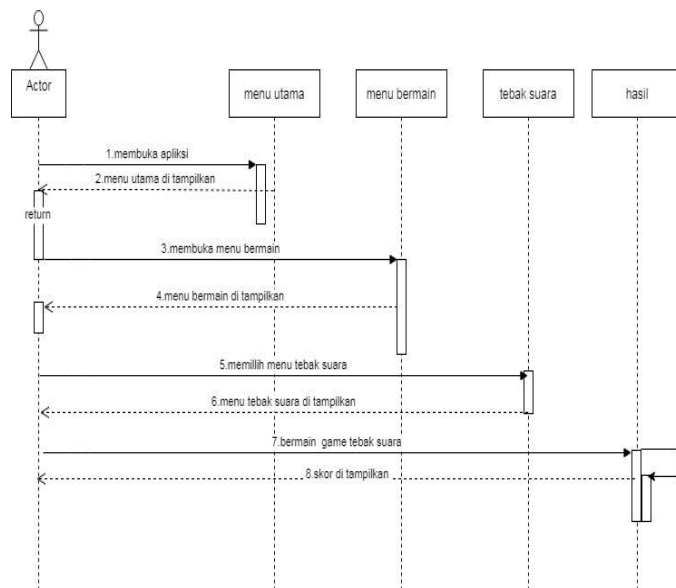 Actor
menu utama
menu bermain
tebak suara
hasil
1.membuka apliksi
2.menu utama di tampilkan
return
3.membuka menu bermain
4.menu bermain di tampilkan
5.memillih menu tebak suara
6.menu tebak suara di tampilkan
7.bermain game tebak suara
8.skor di tampilkan